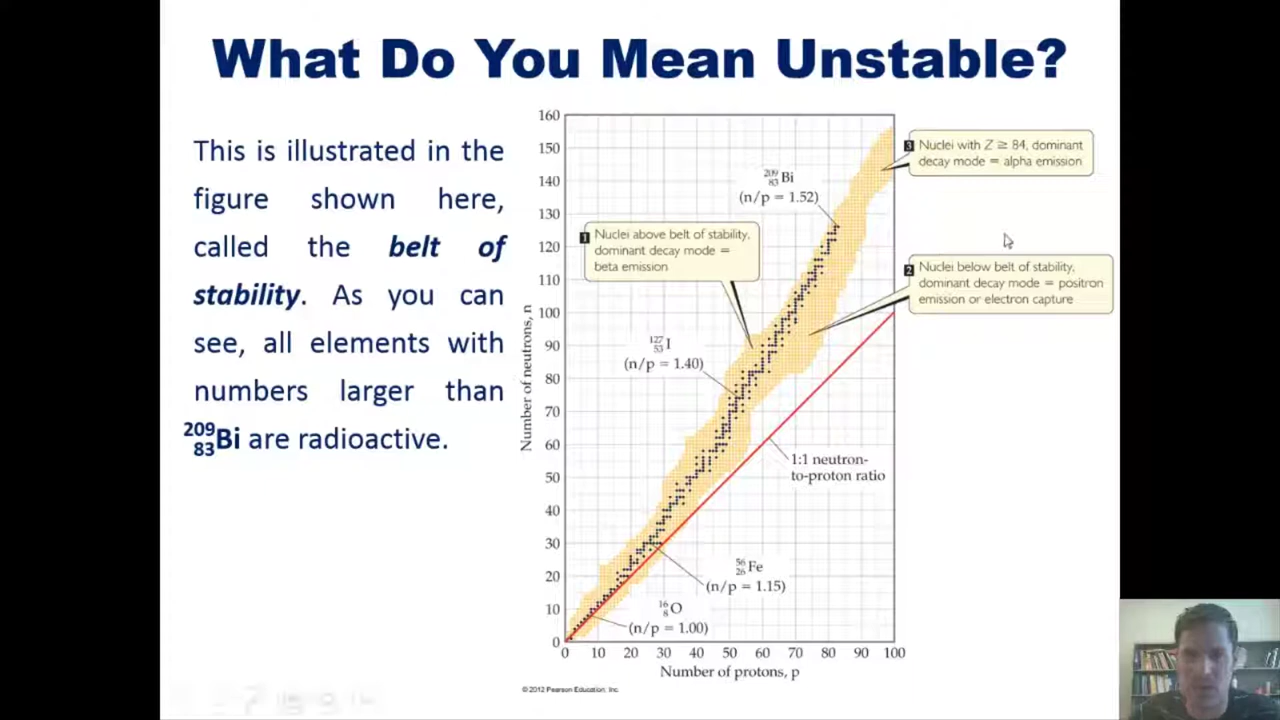 What Do You Mean Unstable?
This is illustrated in the
figure shown here,
called the belt of
stability. As you can
see, all elements with
numbers larger than
209 83 Bi are radioactive.
160
150
140
130
120
110
100
90
80
70
60
50
40
30
20
10
0
Number of neutrons, n
0 10 20 30 40 50 60 70 80 90 100
Number of protons, p
3 Nuclei with Z ≥ 84, dominant
decay mode = alpha emission
209 83 Bi
(n/p = 1.52)
1 Nuclei above belt of stability,
dominant decay mode =
beta emission
2 Nuclei below belt of stability,
dominant decay mode = positron
emission or electron capture
127 53 I
(n/p = 1.40)
1:1 neutron-
to-proton ratio
56 26 Fe
(n/p = 1.15)
16 8 O
(n/p = 1.00)
© 2012 Pearson Education, Inc.